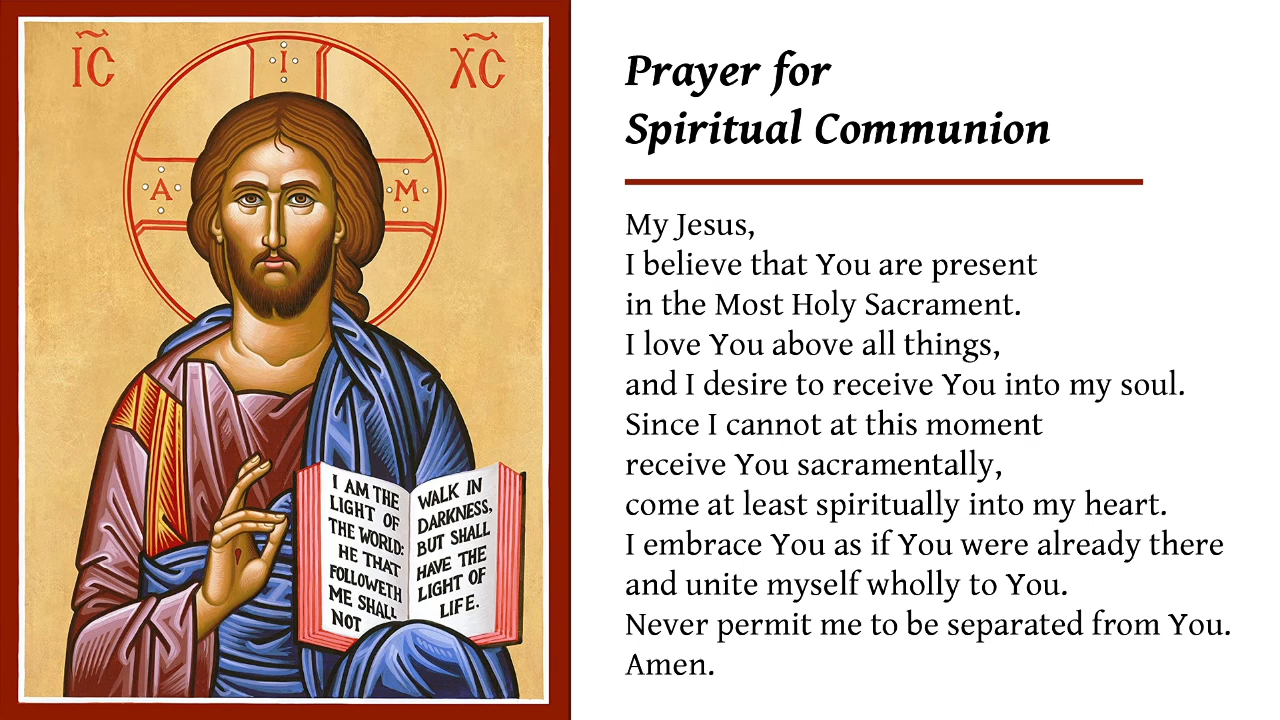 IC XC
I
A M
I AM THE
LIGHT OF
THE WORLD:
HE THAT
FOLLOWETH
ME SHALL
NOT
WALK IN
DARKNESS,
BUT SHALL
HAVE THE
LIGHT OF
LIFE.
Prayer for
Spiritual Communion
My Jesus,
I believe that You are present
in the Most Holy Sacrament.
I love You above all things,
and I desire to receive You into my soul.
Since I cannot at this moment
receive You sacramentally,
come at least spiritually into my heart.
I embrace You as if You were already there
and unite myself wholly to You.
Never permit me to be separated from You.
Amen.